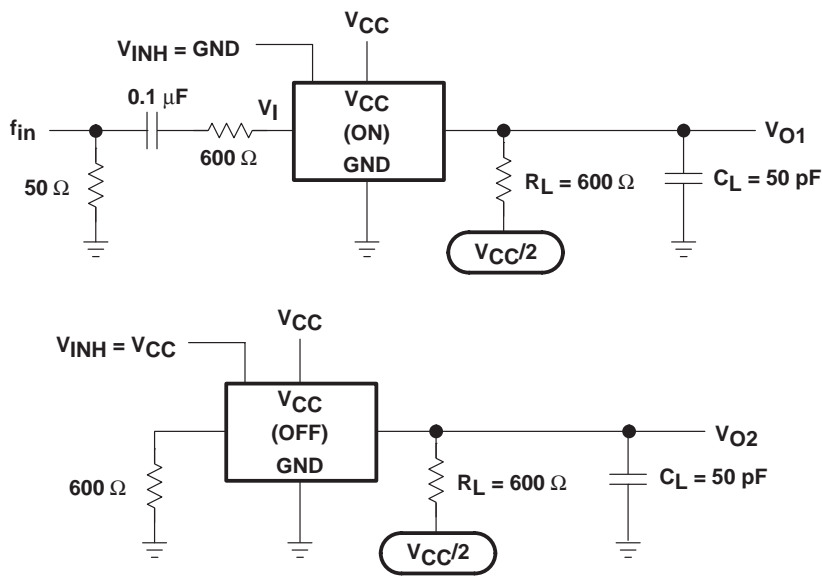 VCC
VINH = GND
0.1 μF
VI
VCC
fin
(ON)
VO1
600 Ω
GND
50 Ω
RL = 600 Ω
CL = 50 pF
VCC/2
VCC
VINH = VCC
VCC
(OFF)
VO2
GND
600 Ω
RL = 600 Ω
CL = 50 pF
VCC/2